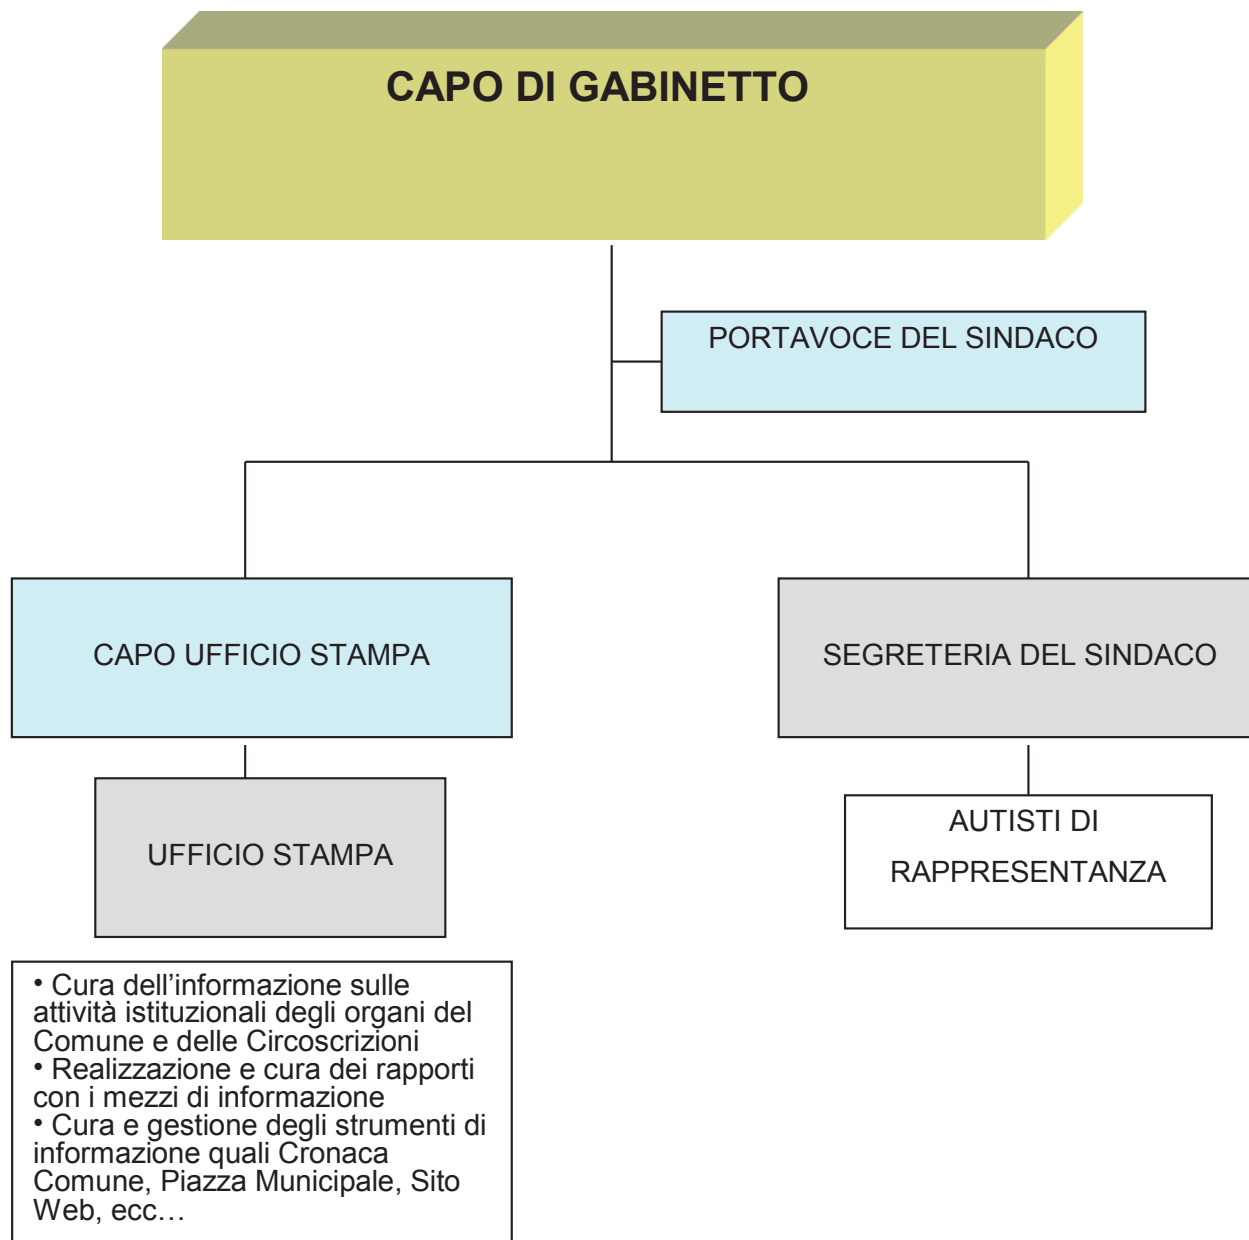 CAPO DI GABINETTO
PORTAVOCE DEL SINDACO
CAPO UFFICIO STAMPA
SEGRETERIA DEL SINDACO
UFFICIO STAMPA
AUTISTI DI
RAPPRESENTANZA
• Cura dell’informazione sulle
attività istituzionali degli organi del
Comune e delle Circoscrizioni
• Realizzazione e cura dei rapporti
con i mezzi di informazione
• Cura e gestione degli strumenti di
informazione quali Cronaca
Comune, Piazza Municipale, Sito
Web, ecc…